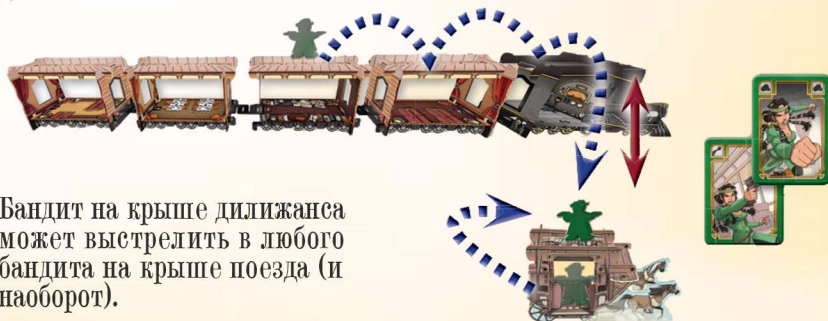 Бандит на крыше дилижанса
может выстрелить в любого
бандита на крыше поезда (и
наоборот).